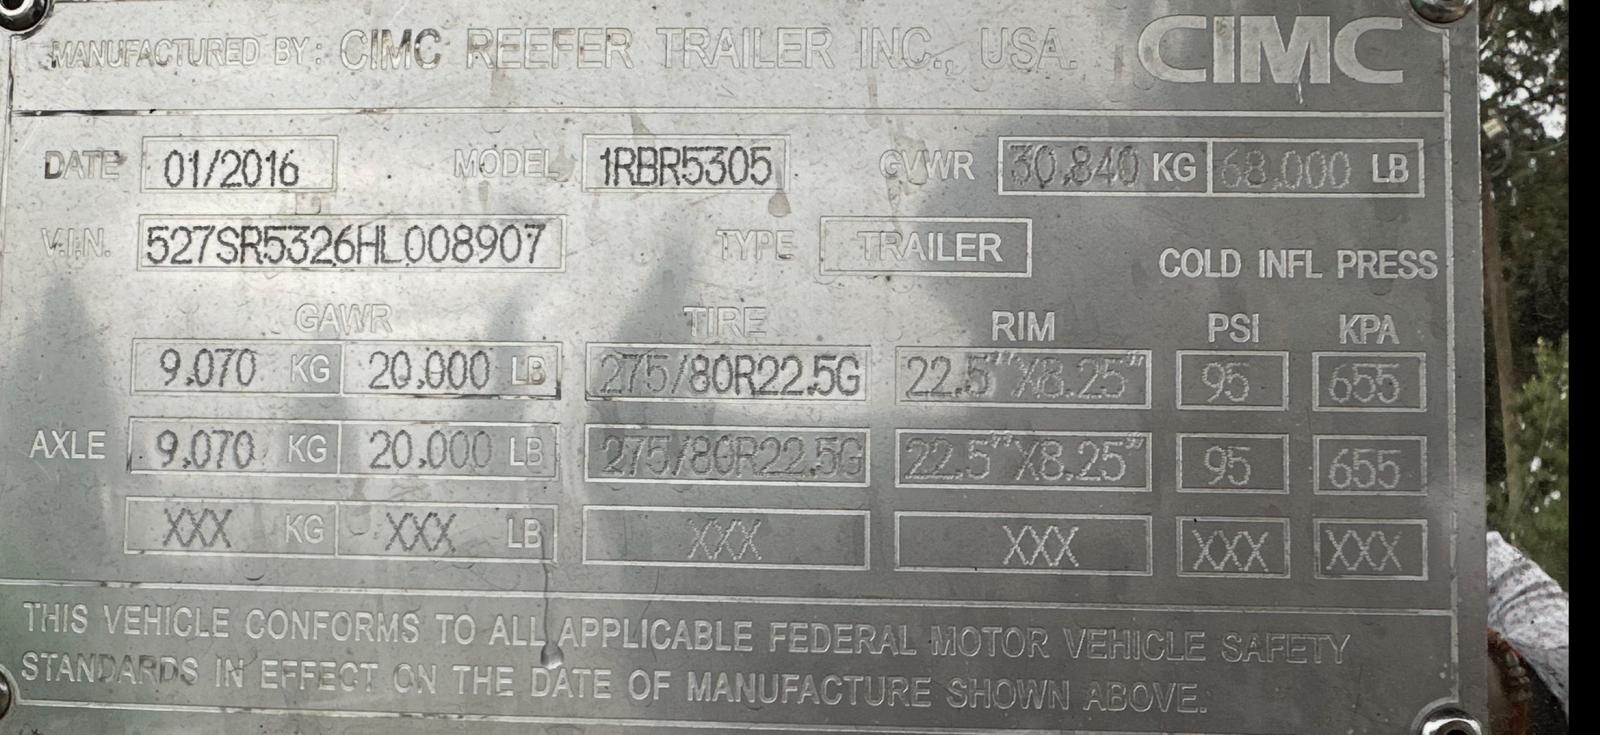 MANUFACTURED BY: CIMC REEFER TRAILER INC., USA. CIMC
DATE 01/2016 MODEL 1RBR5305 GVWR 30,840 KG 68,000 LB
V.I.N. 527SR5326HL008907 TYPE TRAILER COLD INFL PRESS
GAWR TIRE RIM PSI KPA
9,070 KG 20,000 LB 275/80R22.5G 22.5"X8.25" 95 655
AXLE 9,070 KG 20,000 LB 275/80R22.5G 22.5"X8.25" 95 655
XXX KG XXX LB XXX XXX XXX XXX
THIS VEHICLE CONFORMS TO ALL APPLICABLE FEDERAL MOTOR VEHICLE SAFETY
STANDARDS IN EFFECT ON THE DATE OF MANUFACTURE SHOWN ABOVE.